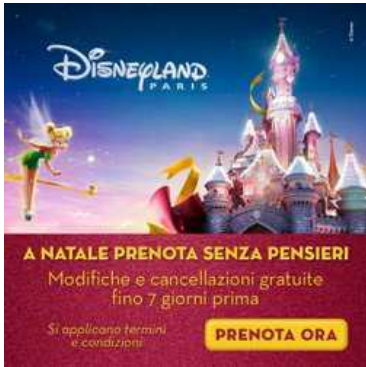 DISNEYLAND
PARIS
A NATALE PRENOTA SENZA PENSIERI
Modifiche e cancellazioni gratuite
fino 7 giorni prima
Si applicano termini
e condizioni
PRENOTA ORA